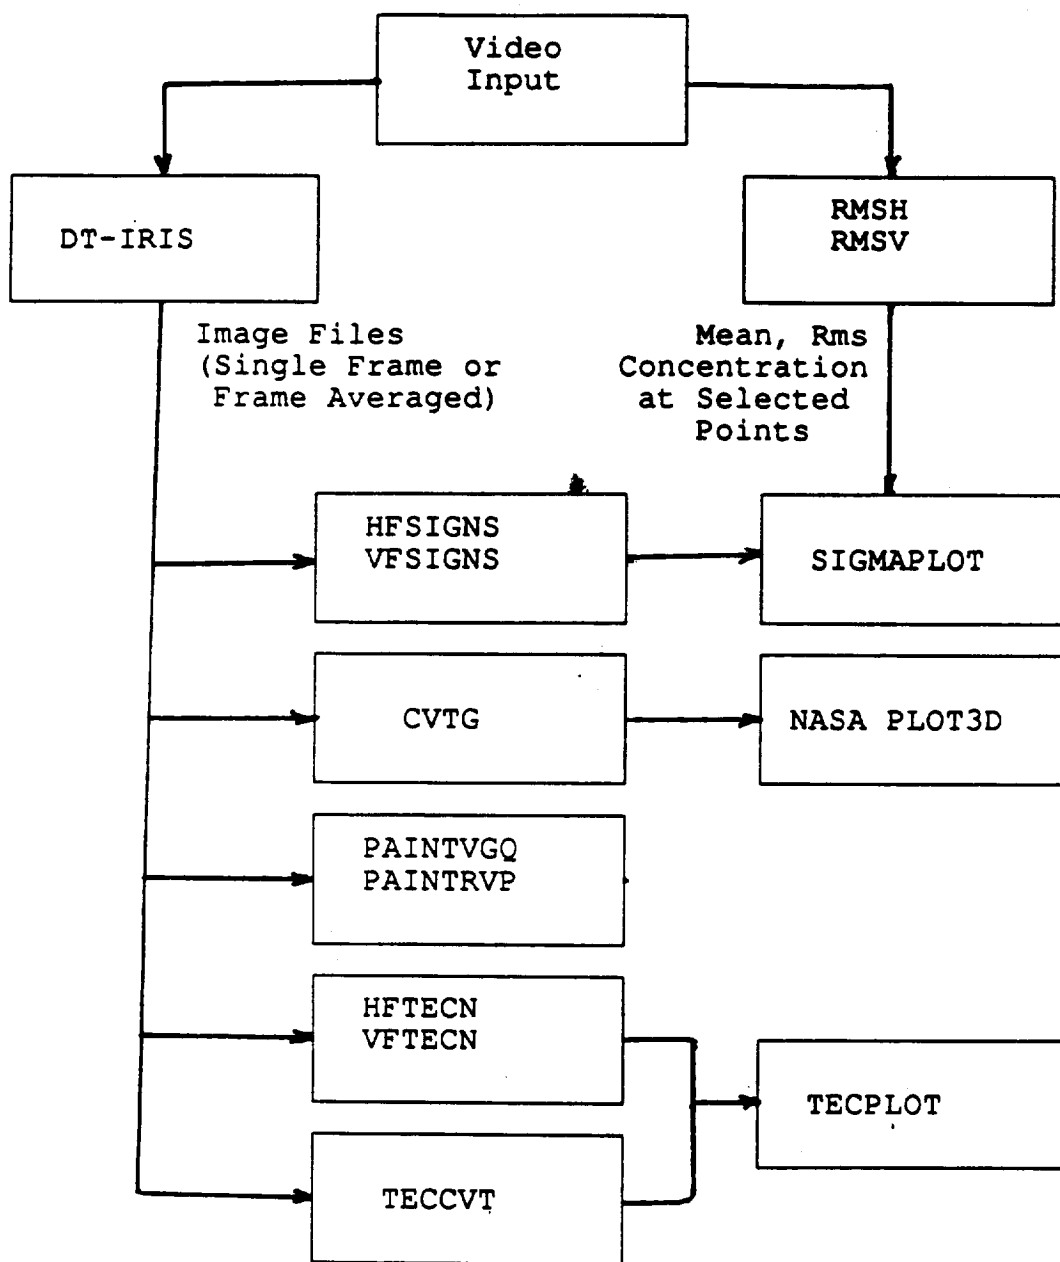 Video
Input
DT-IRIS
RMSH
RMSV
Image Files
(Single Frame or
Frame Averaged)
Mean, Rms
Concentration
at Selected
Points
HFSIGNS
VFSIGNS
SIGMAPLOT
CVTG
NASA PLOT3D
PAINTVGQ
PAINTRVP
HFTECN
VFTECN
TECPLOT
TECCVT